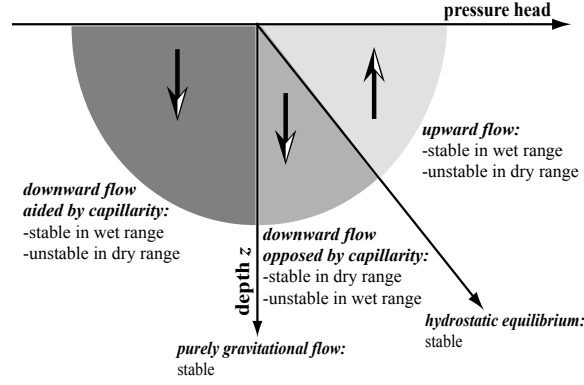 pressure head
upward flow:
-stable in wet range
-unstable in dry range
downward flow
aided by capillarity:
-stable in wet range
-unstable in dry range
downward flow
opposed by capillarity:
-stable in dry range
-unstable in wet range
depth z
hydrostatic equilibrium:
stable
purely gravitational flow:
stable